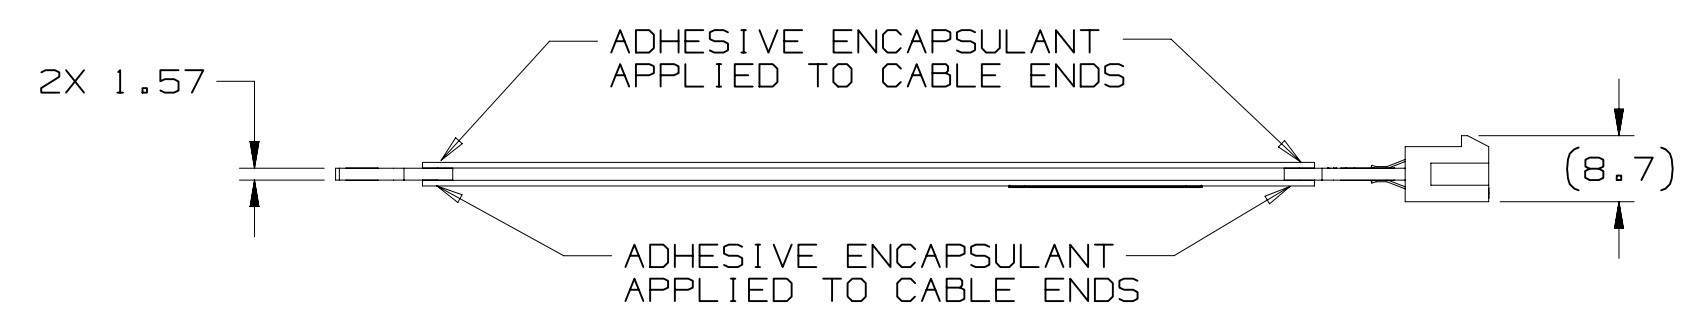 ADHESIVE ENCAPSULANT
APPLIED TO CABLE ENDS
2X 1.57
(8.7)
ADHESIVE ENCAPSULANT
APPLIED TO CABLE ENDS